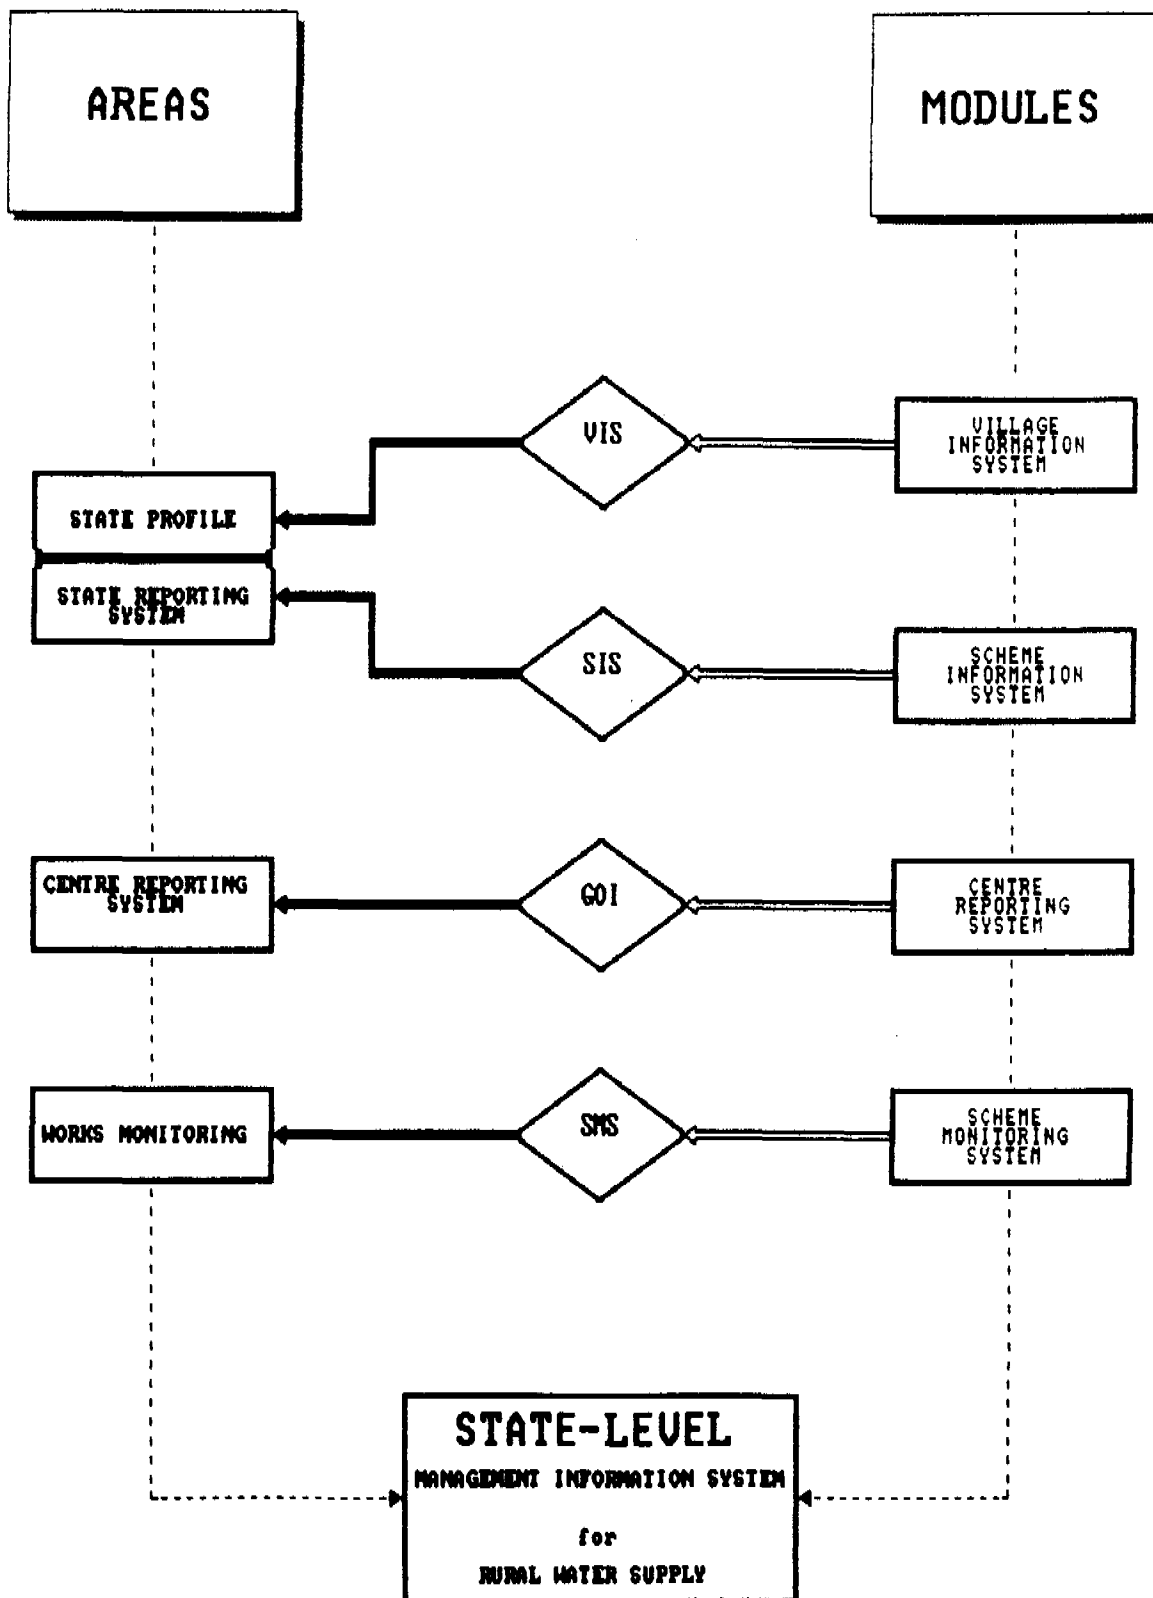 AREAS
MODULES
VIS
VILLAGE
INFORMATION
SYSTEM
STATE PROFILE
STATE REPORTING
SYSTEM
SIS
SCHEME
INFORMATION
SYSTEM
CENTRE REPORTING
SYSTEM
GOI
CENTRE
REPORTING
SYSTEM
WORKS MONITORING
SMS
SCHEME
MONITORING
SYSTEM
STATE-LEVEL
MANAGEMENT INFORMATION SYSTEM
for
RURAL WATER SUPPLY